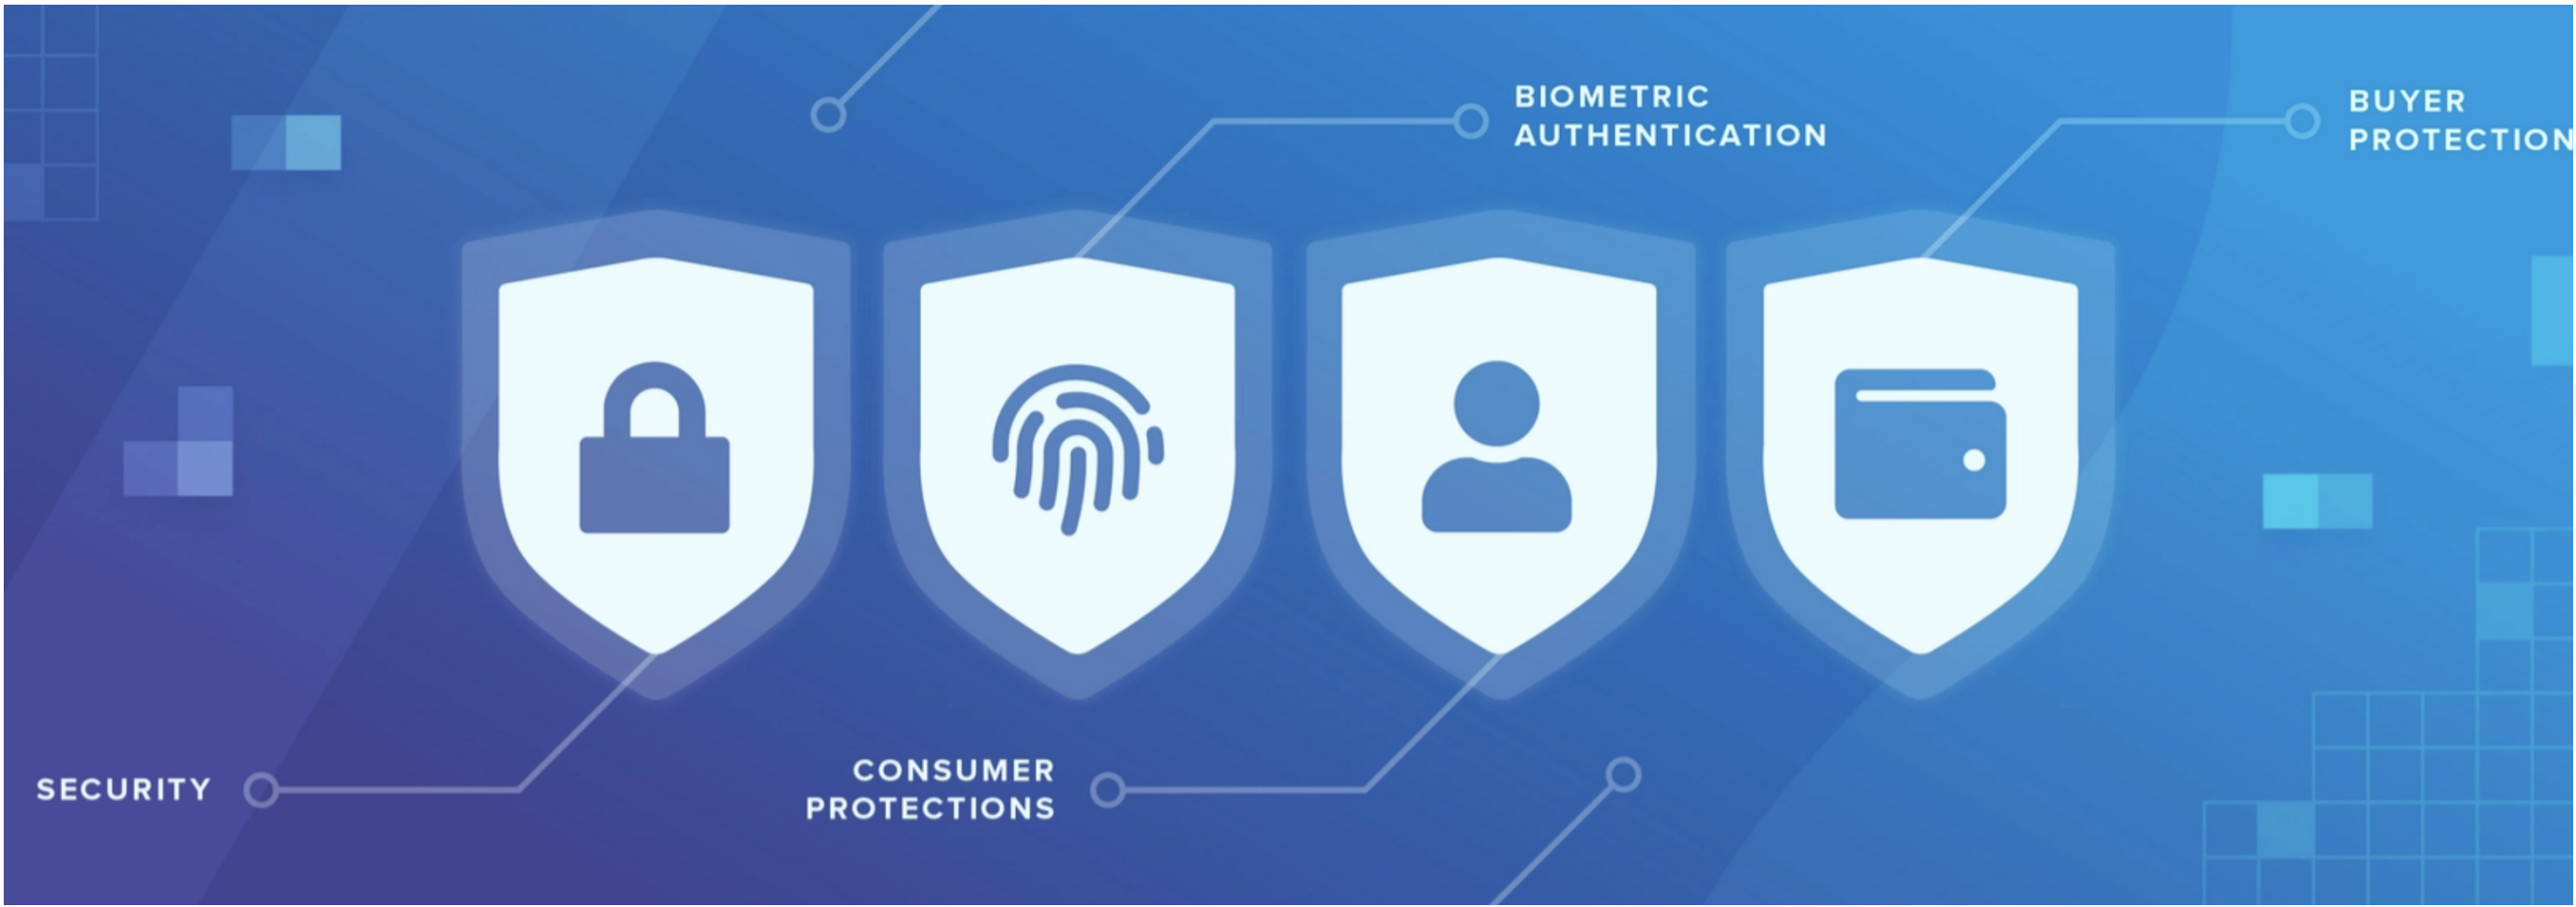 BIOMETRIC
AUTHENTICATION
BUYER
PROTECTION
SECURITY
CONSUMER
PROTECTIONS